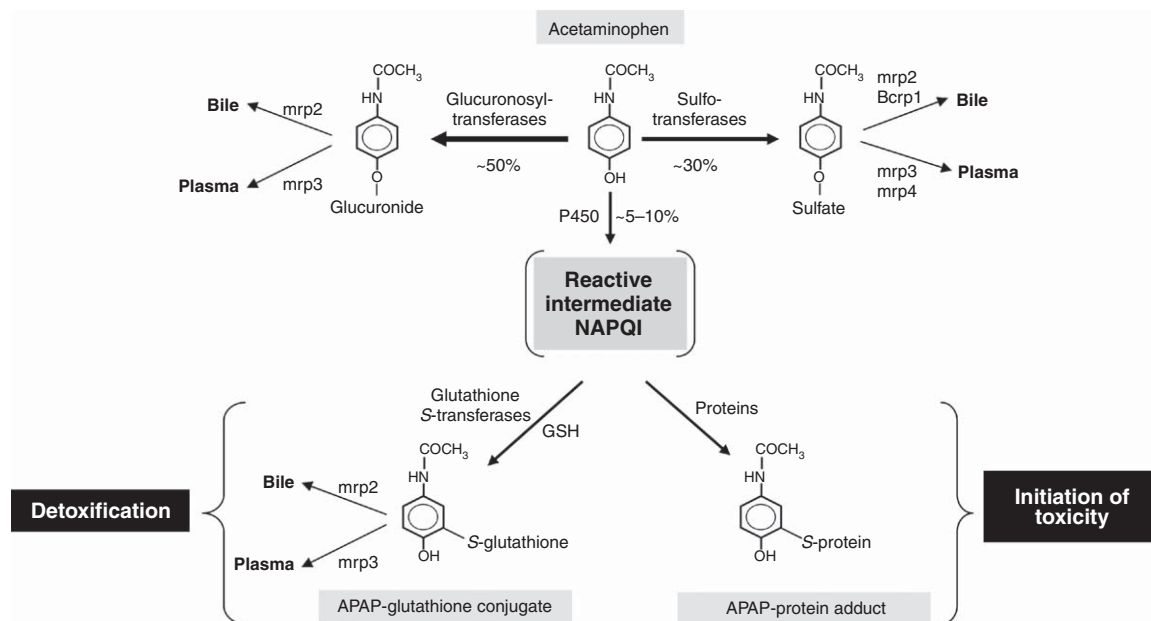 Acetaminophen
COCH3
HN
Glucuronide
O
Bile
mrp2
Plasma
mrp3
Glucuronosyl-
transferases
~50%
COCH3
HN
OH
Sulfo-
transferases
~30%
COCH3
HN
O
Sulfate
mrp2
Bcrp1
Bile
mrp3
mrp4
Plasma
P450
~5–10%
Reactive
intermediate
NAPQI
Glutathione
S-transferases
GSH
Proteins
Detoxification
Bile
mrp2
Plasma
mrp3
COCH3
HN
S-glutathione
OH
APAP-glutathione conjugate
COCH3
HN
S-protein
OH
APAP-protein adduct
Initiation of
toxicity